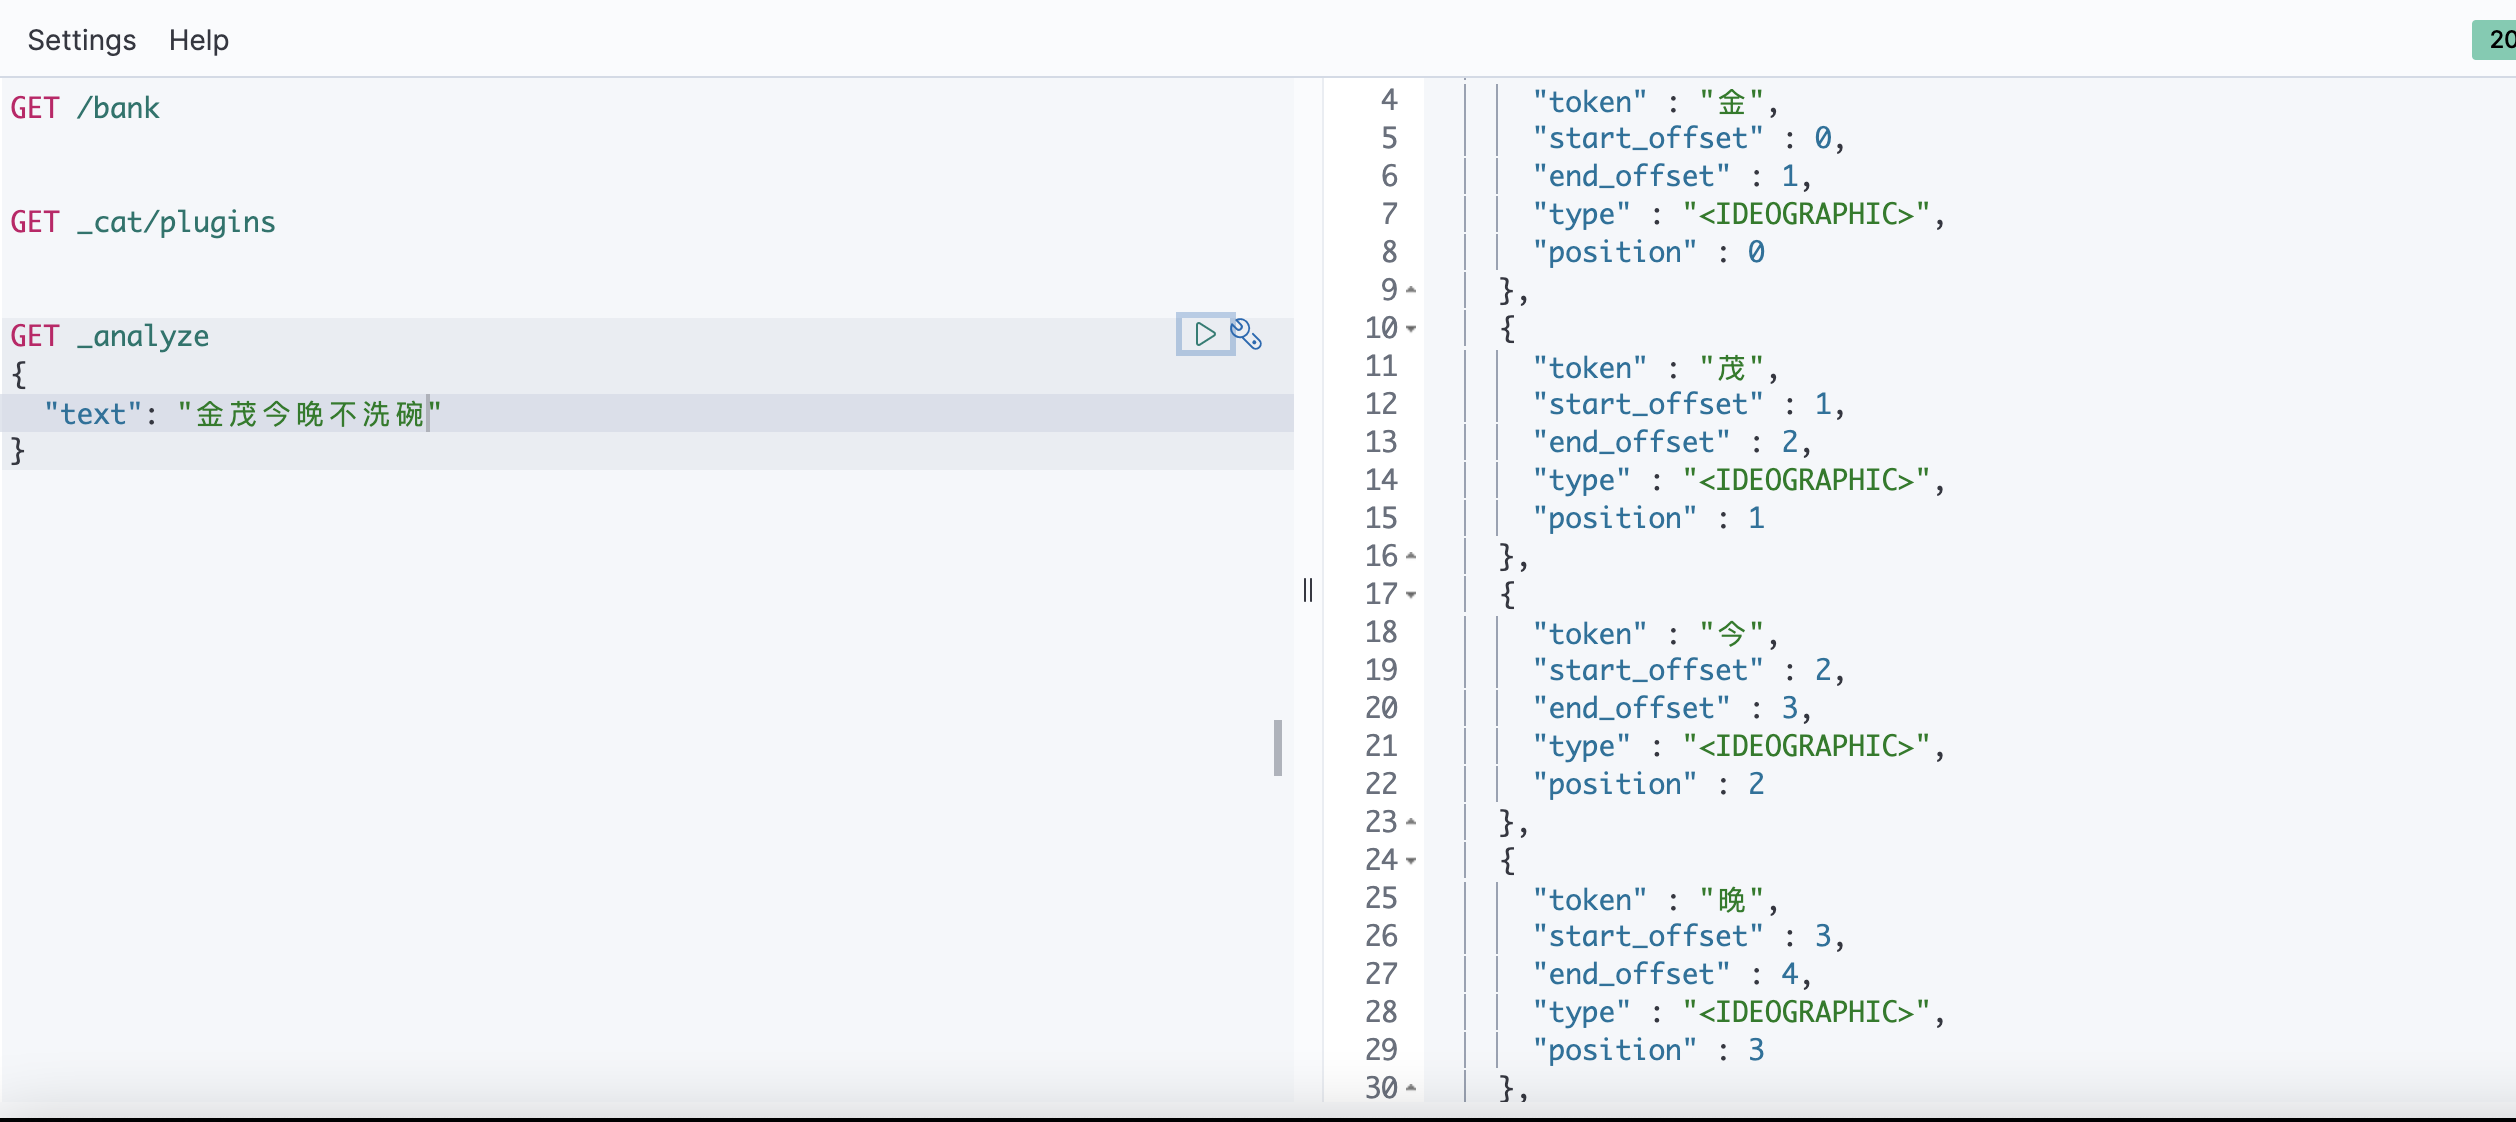 Settings Help
20
GET /bank
GET _cat/plugins
GET _analyze
{
"text": "金茂今晚不洗碗"
}
4 "token" : "金",
5 "start_offset" : 0,
6 "end_offset" : 1,
7 "type" : "<IDEOGRAPHIC>",
8 "position" : 0
9 },
10 {
11 "token" : "茂",
12 "start_offset" : 1,
13 "end_offset" : 2,
14 "type" : "<IDEOGRAPHIC>",
15 "position" : 1
16 },
17 {
18 "token" : "今",
19 "start_offset" : 2,
20 "end_offset" : 3,
21 "type" : "<IDEOGRAPHIC>",
22 "position" : 2
23 },
24 {
25 "token" : "晚",
26 "start_offset" : 3,
27 "end_offset" : 4,
28 "type" : "<IDEOGRAPHIC>",
29 "position" : 3
30 },